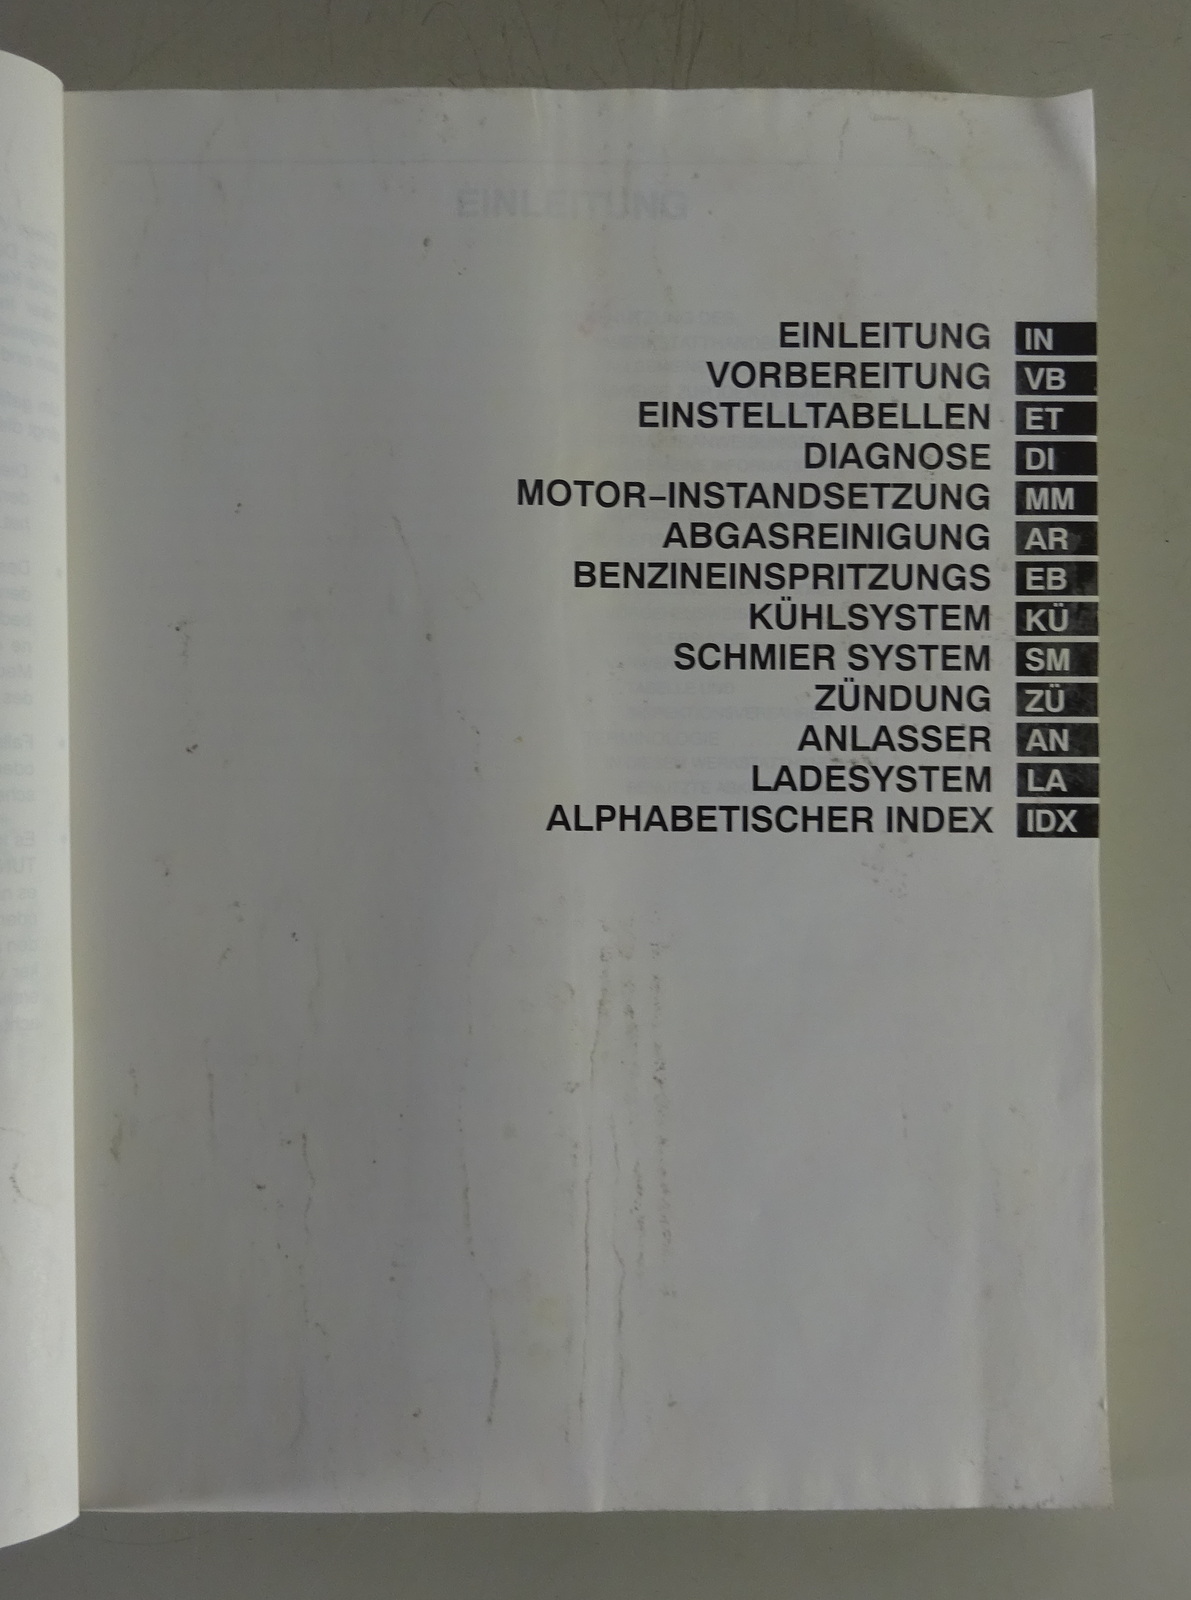 EINLEITUNG
EINLEITUNG IN
VORBEREITUNG VB
EINSTELLTABELLEN ET
DIAGNOSE DI
MOTOR–INSTANDSETZUNG MM
ABGASREINIGUNG AR
BENZINEINSPRITZUNGS EB
KÜHLSYSTEM KÜ
SCHMIER SYSTEM SM
ZÜNDUNG ZÜ
ANLASSER AN
LADESYSTEM LA
ALPHABETISCHER INDEX IDX